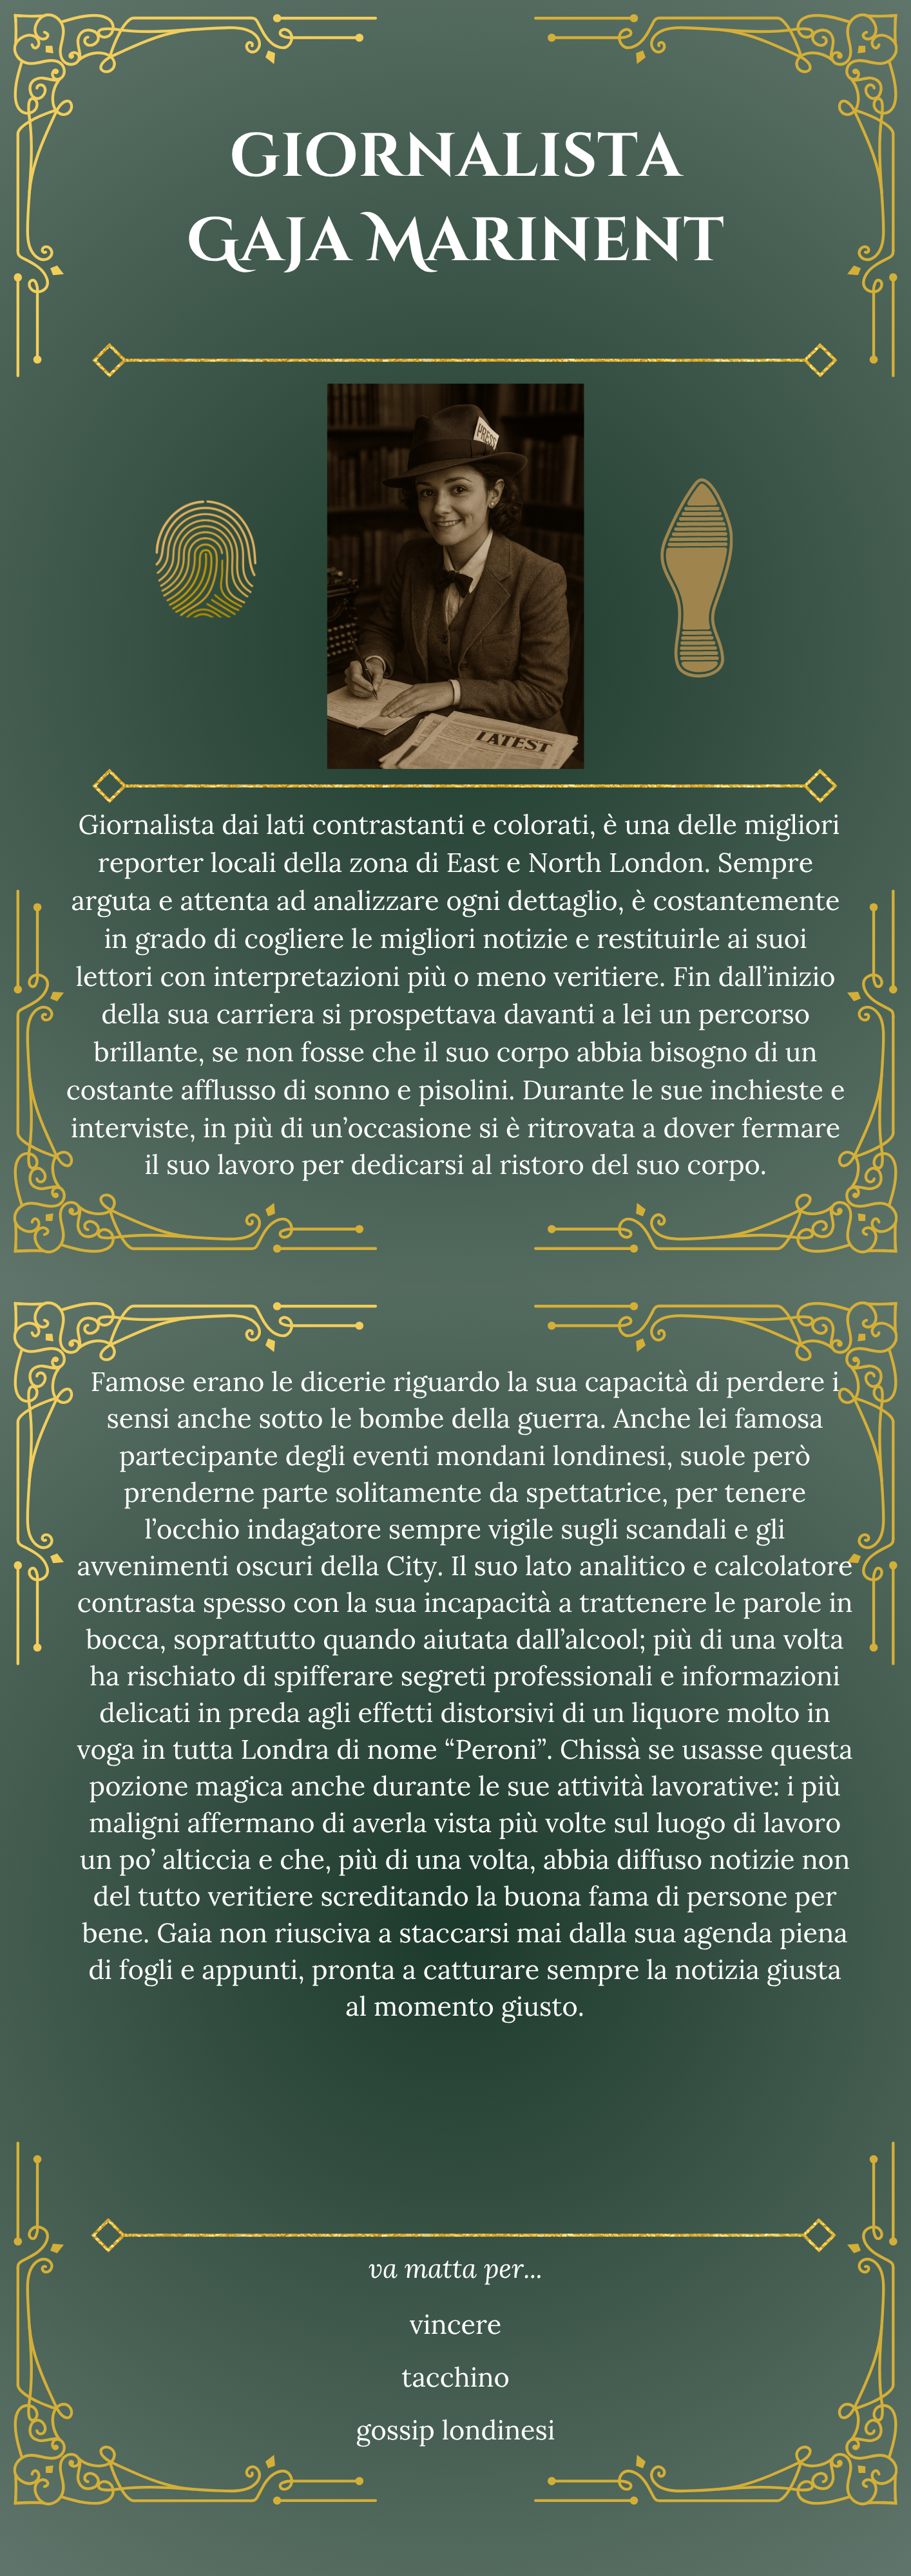 GIORNALISTA
GAJA MARINENT
PRESS
LATEST
Giornalista dai lati contrastanti e colorati, è una delle migliori
reporter locali della zona di East e North London. Sempre
arguta e attenta ad analizzare ogni dettaglio, è costantemente
in grado di cogliere le migliori notizie e restituirle ai suoi
lettori con interpretazioni più o meno veritiere. Fin dall’inizio
della sua carriera si prospettava davanti a lei un percorso
brillante, se non fosse che il suo corpo abbia bisogno di un
costante afflusso di sonno e pisolini. Durante le sue inchieste e
interviste, in più di un’occasione si è ritrovata a dover fermare
il suo lavoro per dedicarsi al ristoro del suo corpo.
Famose erano le dicerie riguardo la sua capacità di perdere i
sensi anche sotto le bombe della guerra. Anche lei famosa
partecipante degli eventi mondani londinesi, suole però
prenderne parte solitamente da spettatrice, per tenere
l’occhio indagatore sempre vigile sugli scandali e gli
avvenimenti oscuri della City. Il suo lato analitico e calcolatore
contrasta spesso con la sua incapacità a trattenere le parole in
bocca, soprattutto quando aiutata dall’alcool; più di una volta
ha rischiato di spifferare segreti professionali e informazioni
delicati in preda agli effetti distorsivi di un liquore molto in
voga in tutta Londra di nome “Peroni”. Chissà se usasse questa
pozione magica anche durante le sue attività lavorative: i più
maligni affermano di averla vista più volte sul luogo di lavoro
un po’ alticcia e che, più di una volta, abbia diffuso notizie non
del tutto veritiere screditando la buona fama di persone per
bene. Gaia non riusciva a staccarsi mai dalla sua agenda piena
di fogli e appunti, pronta a catturare sempre la notizia giusta
al momento giusto.
va matta per...
vincere
tacchino
gossip londinesi